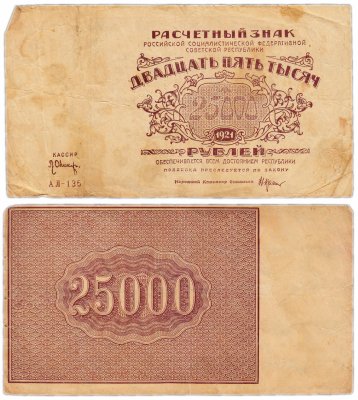 РАСЧЕТНЫЙ ЗНАК
РОССИЙСКОЙ СОЦИАЛИСТИЧЕСКОЙ ФЕДЕРАТИВНОЙ
СОВЕТСКОЙ РЕСПУБЛИКИ
ДВАДЦАТЬ ПЯТЬ ТЫСЯЧ
25000
1921
РУБЛЕЙ
ОБЕСПЕЧИВАЕТСЯ ВСЕМ ДОСТОЯНИЕМ РЕСПУБЛИКИ
ПОДДЕЛКА ПРЕСЛЕДУЕТСЯ ПО ЗАКОНУ
Народный Комиссар Финансов
КАССИР
АЛ-136
25000